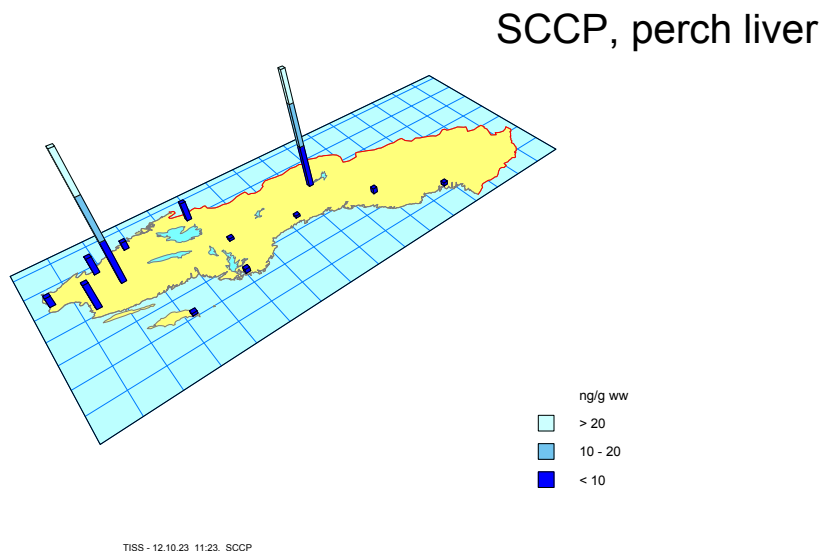 SCCP, perch liver
ng/g ww
> 20
10 - 20
< 10
TISS - 12.10.23 11:23, SCCP